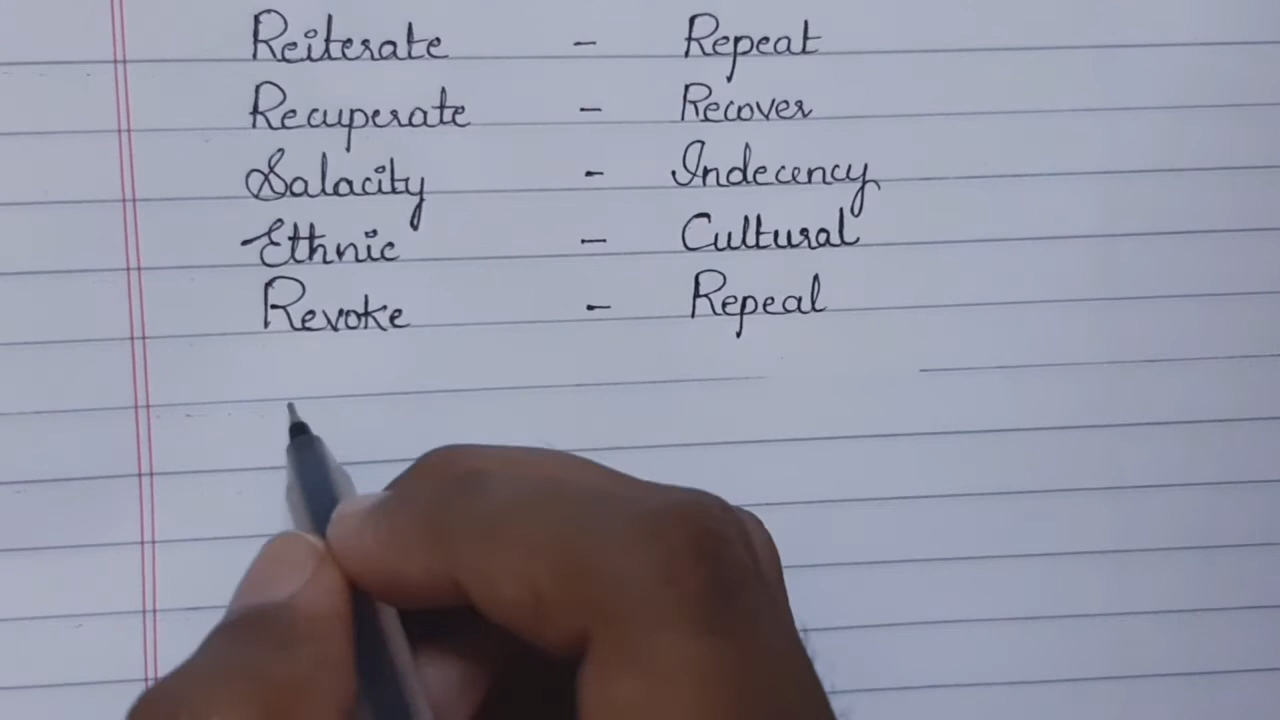 Reiterate - Repeat
Recuperate - Recover
Salacity - Indecency
Ethnic - Cultural
Revoke - Repeal